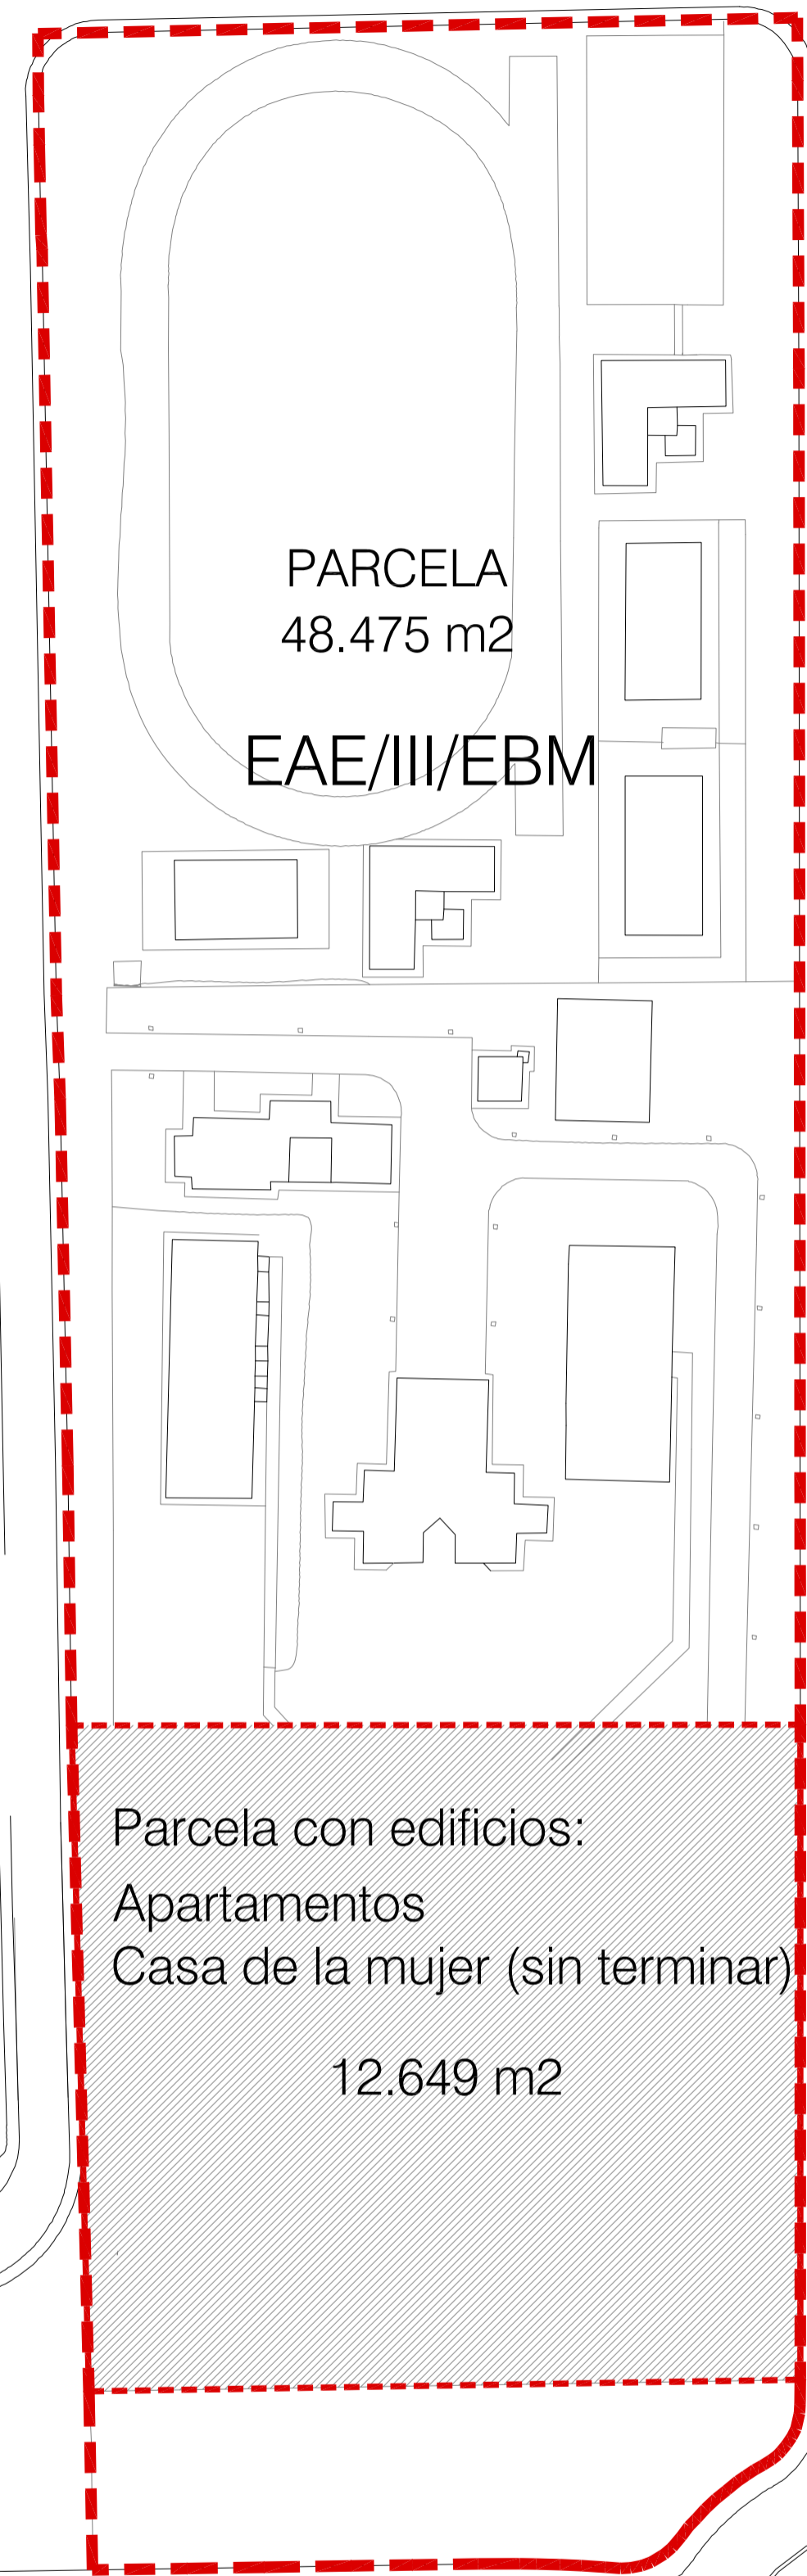 PARCELA
48.475 m2
EAE/III/EBM
Parcela con edificios:
Apartamentos
Casa de la mujer (sin terminar)
12.649 m2